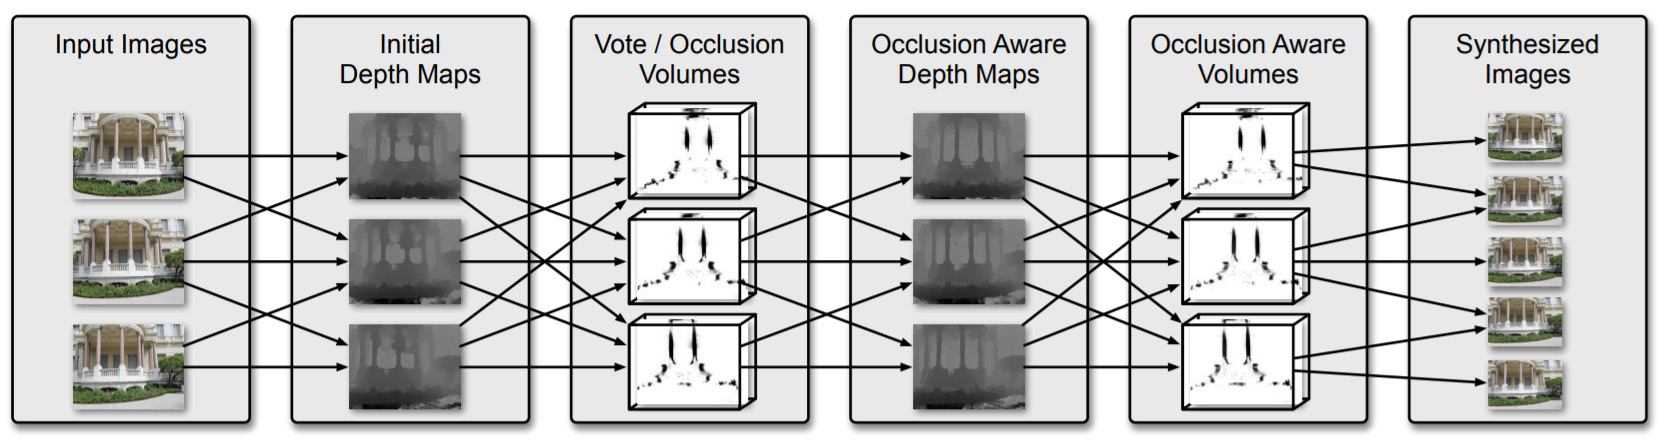 Input Images
Initial
Depth Maps
Vote / Occlusion
Volumes
Occlusion Aware
Depth Maps
Occlusion Aware
Volumes
Synthesized
Images